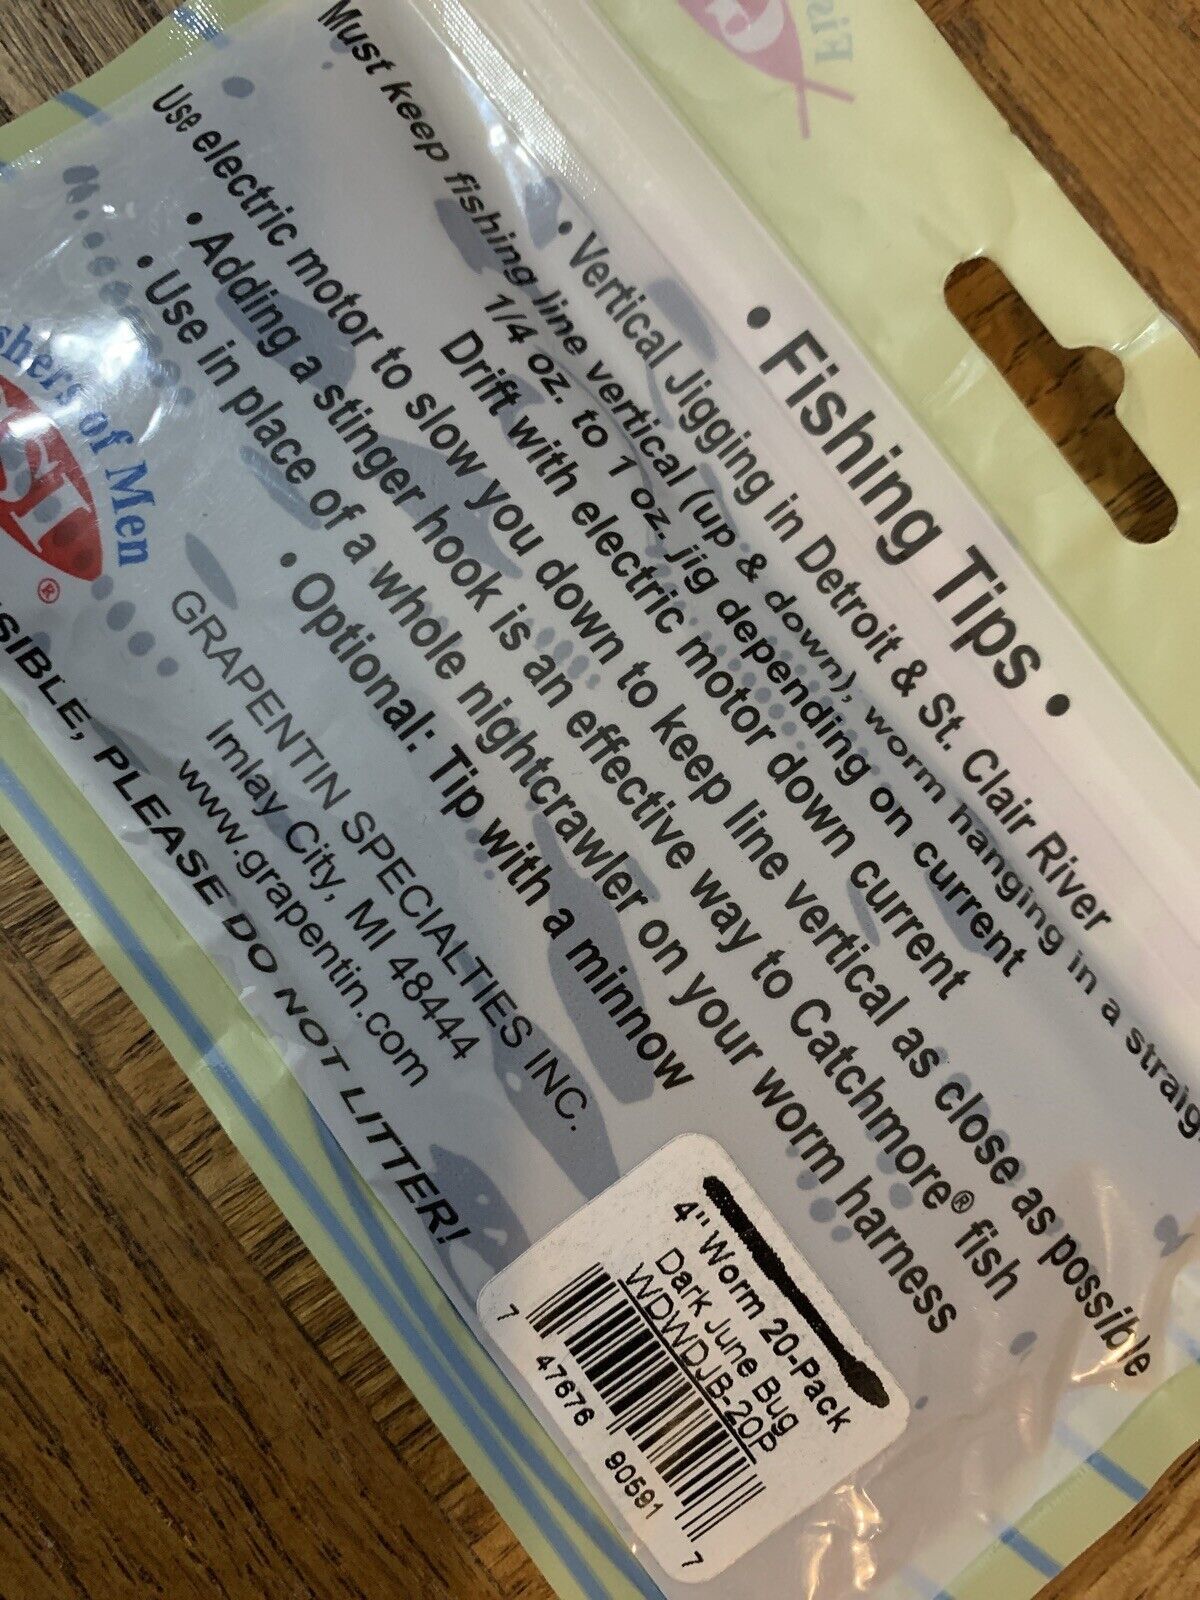 • Fishing Tips •
• Vertical Jigging in Detroit & St. Clair River
Must keep fishing line vertical (up & down), worm hanging in a straig
1/4 oz. to 1 oz. jig depending on current
Drift with electric motor down current
Use electric motor to slow you down to keep line vertical as close as possible
• Adding a stinger hook is an effective way to Catchmore® fish
• Use in place of a whole nightcrawler on your worm harness
• Optional: Tip with a minnow
GRAPENTIN SPECIALTIES INC.
Imlay City, MI 48444
www.grapentin.com
shers of Men
®
SIBLE, PLEASE DO NOT LITTER!
4" Worm 20-Pack
Dark June Bug
WDWDJB-20P
7 47676 90591 7
Fis